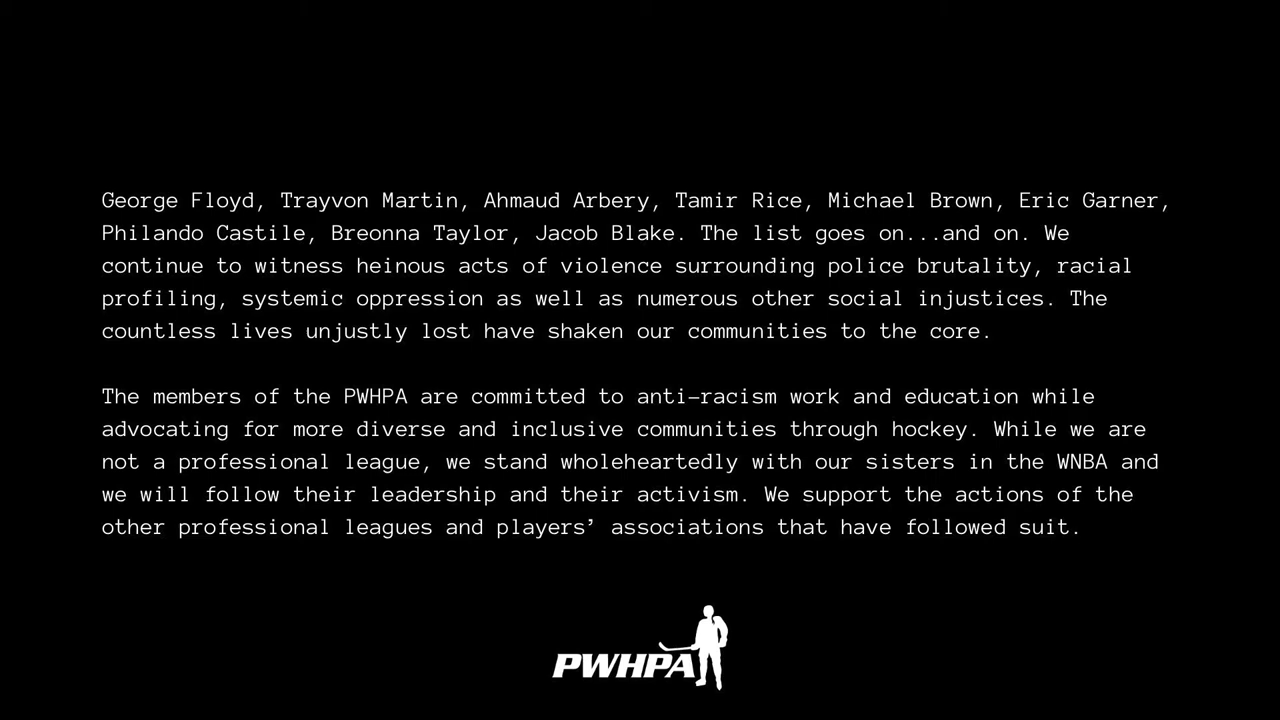 George Floyd, Trayvon Martin, Ahmaud Arbery, Tamir Rice, Michael Brown, Eric Garner,
Philando Castile, Breonna Taylor, Jacob Blake. The list goes on...and on. We
continue to witness heinous acts of violence surrounding police brutality, racial
profiling, systemic oppression as well as numerous other social injustices. The
countless lives unjustly lost have shaken our communities to the core.
The members of the PWHPA are committed to anti-racism work and education while
advocating for more diverse and inclusive communities through hockey. While we are
not a professional league, we stand wholeheartedly with our sisters in the WNBA and
we will follow their leadership and their activism. We support the actions of the
other professional leagues and players’ associations that have followed suit.
PWHPA